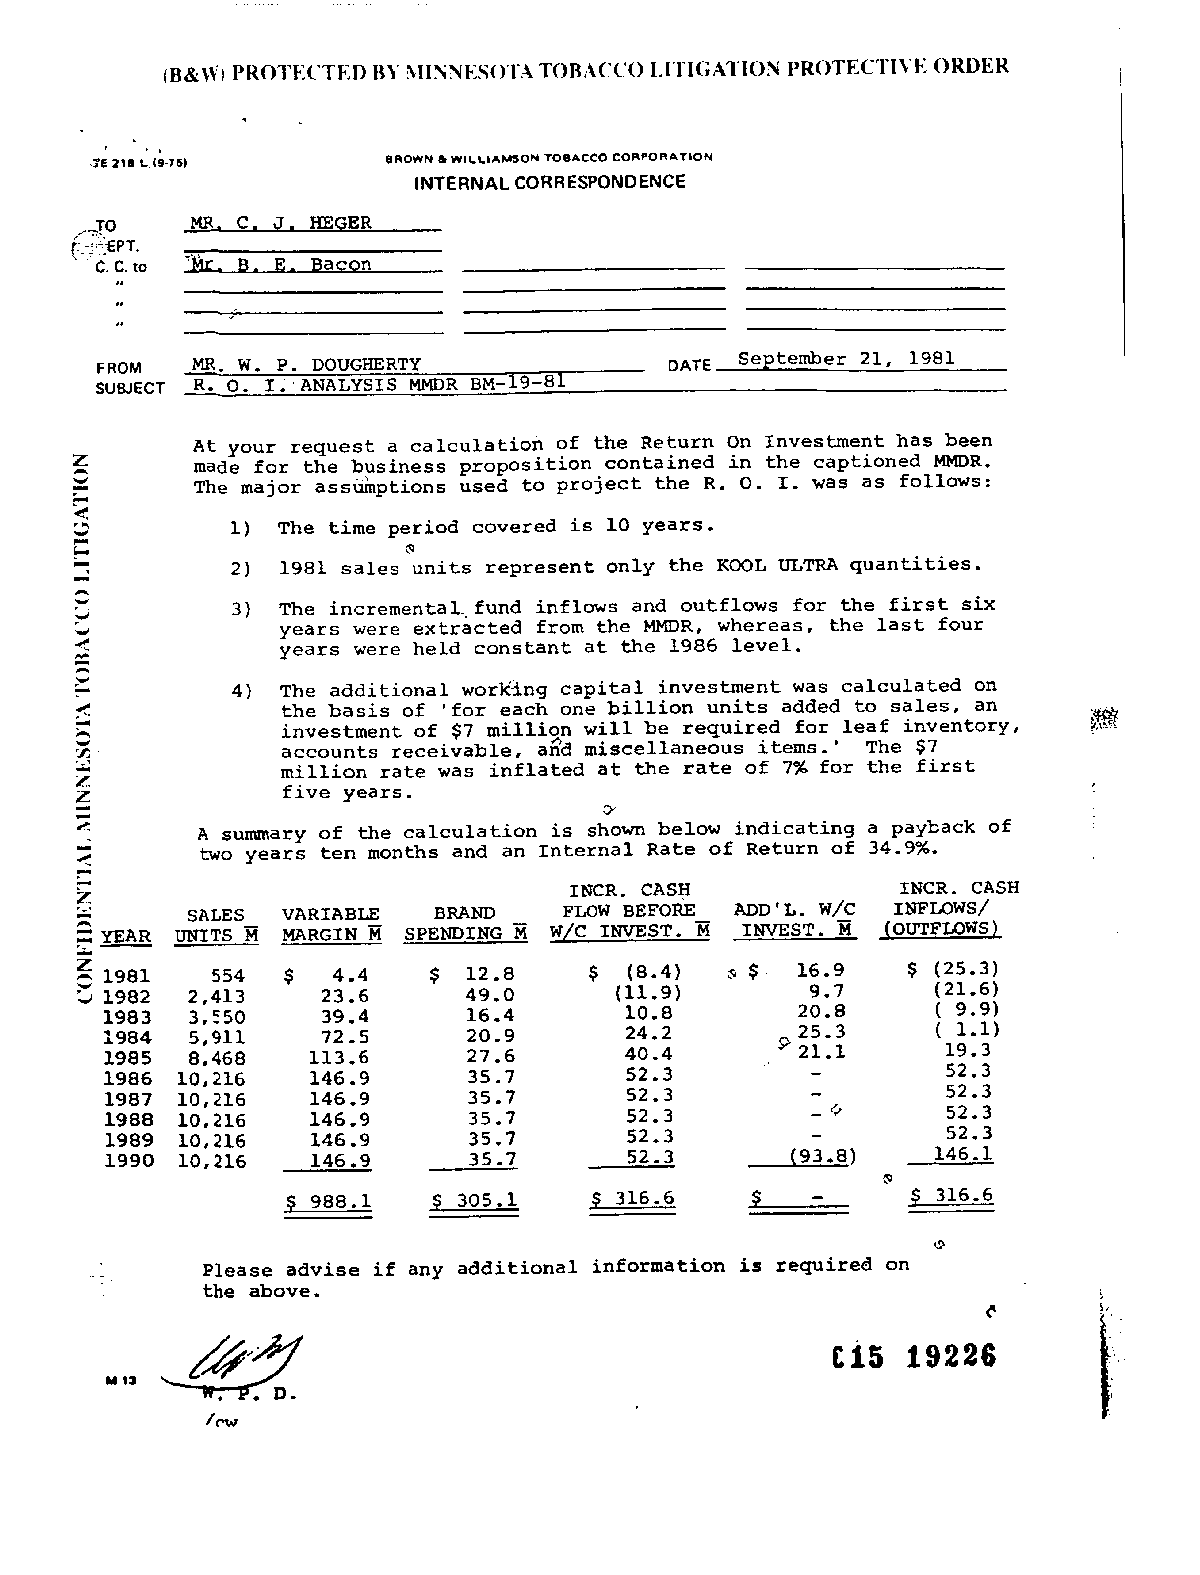 (B&W) PROTECTED BY MINNESOTA TOBACCO LITIGATION PROTECTIVE ORDER
BROWN & WILLIAMSON TOBACCO CORPORATION
INTERNAL CORRESPONDENCE
TO MR. C. J. HEGER
EPT.
C. C. to Mr. B. E. Bacon
"
"
"
FROM MR. W. P. DOUGHERTY DATE September 21, 1981
SUBJECT R. O. I. ANALYSIS MMDR BM-19-81
CONFIDENTIAL MINNESOTA TOBACCO LITIGATION
At your request a calculation of the Return On Investment has been
made for the business proposition contained in the captioned MMDR.
The major assumptions used to project the R. O. I. was as follows:
1) The time period covered is 10 years.
2) 1981 sales units represent only the KOOL ULTRA quantities.
3) The incremental fund inflows and outflows for the first six
years were extracted from the MMDR, whereas, the last four
years were held constant at the 1986 level.
4) The additional working capital investment was calculated on
the basis of 'for each one billion units added to sales, an
investment of $7 million will be required for leaf inventory,
accounts receivable, and miscellaneous items.' The $7
million rate was inflated at the rate of 7% for the first
five years.
A summary of the calculation is shown below indicating a payback of
two years ten months and an Internal Rate of Return of 34.9%.
INCR. CASH INCR. CASH
SALES VARIABLE BRAND FLOW BEFORE ADD'L. W/C INFLOWS/
YEAR UNITS M̅ MARGIN M̅ SPENDING M̅ W/C INVEST. M̅ INVEST. M̅ (OUTFLOWS)
1981 554 $ 4.4 $ 12.8 $ (8.4) $ 16.9 $ (25.3)
1982 2,413 23.6 49.0 (11.9) 9.7 (21.6)
1983 3,550 39.4 16.4 10.8 20.8 ( 9.9)
1984 5,911 72.5 20.9 24.2 25.3 ( 1.1)
1985 8,468 113.6 27.6 40.4 21.1 19.3
1986 10,216 146.9 35.7 52.3 - 52.3
1987 10,216 146.9 35.7 52.3 - 52.3
1988 10,216 146.9 35.7 52.3 - 52.3
1989 10,216 146.9 35.7 52.3 - 52.3
1990 10,216 146.9 35.7 52.3 (93.8) 146.1
$ 988.1 $ 305.1 $ 316.6 $ - $ 316.6
Please advise if any additional information is required on
the above.
C15 19226
M 13
W. P. D.
/cw